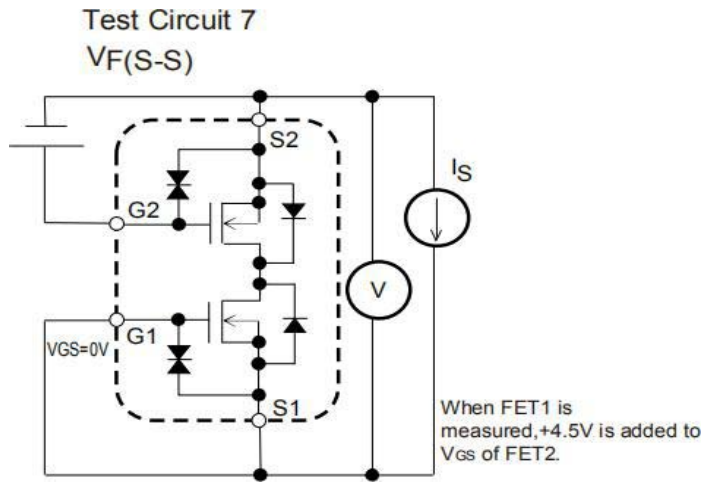 Test Circuit 7
VF(S-S)
S2
IS
G2
V
G1
VGS=0V
S1
When FET1 is
measured,+4.5V is added to
VGS of FET2.